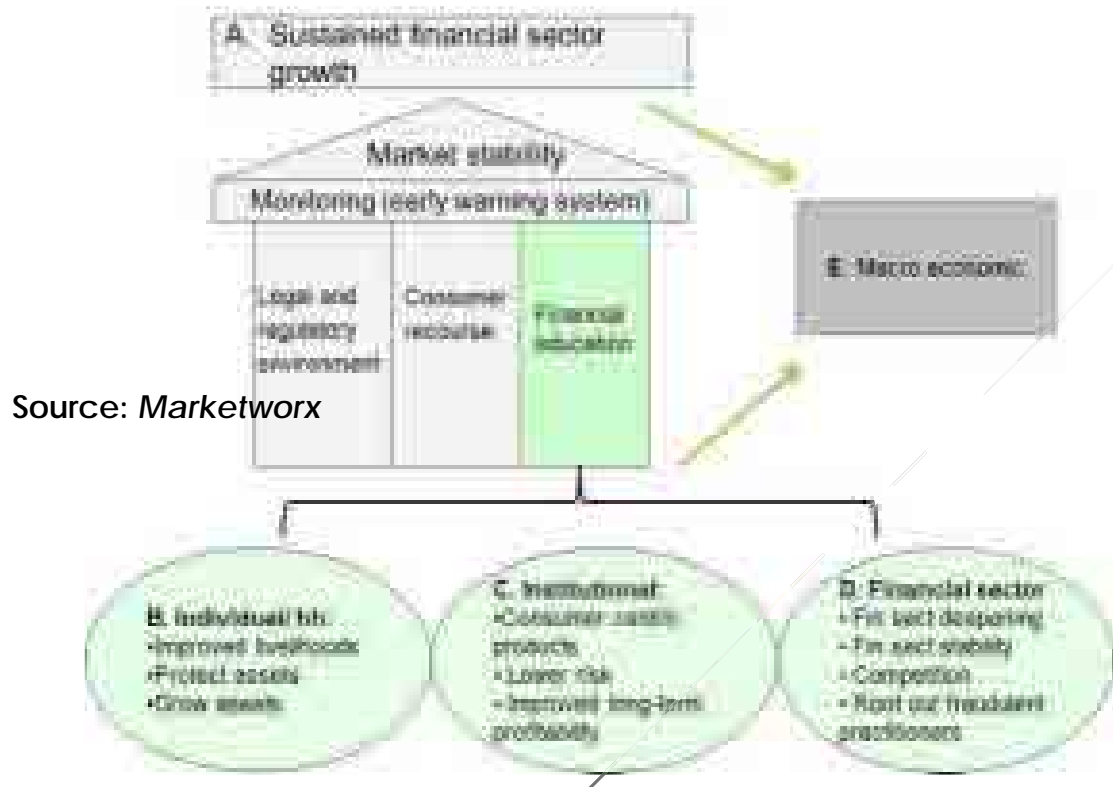 A. Sustained financial sector
growth
Market stability
Monitoring (early warning system)
Legal and
regulatory
environment
Consumer
recourse
Financial
education
E. Macro economic
Source: Marketworx
B. Individual/ hh:
•Improved livelihoods
•Protect assets
•Grow assets
C. Institutional:
•Consumer centric
products
•Lower risk
•Improved long-term
profitability
D. Financial sector
• Fin sect deepening
• Fin sect stability
• Competition
• Root out fraudulent
practitioners